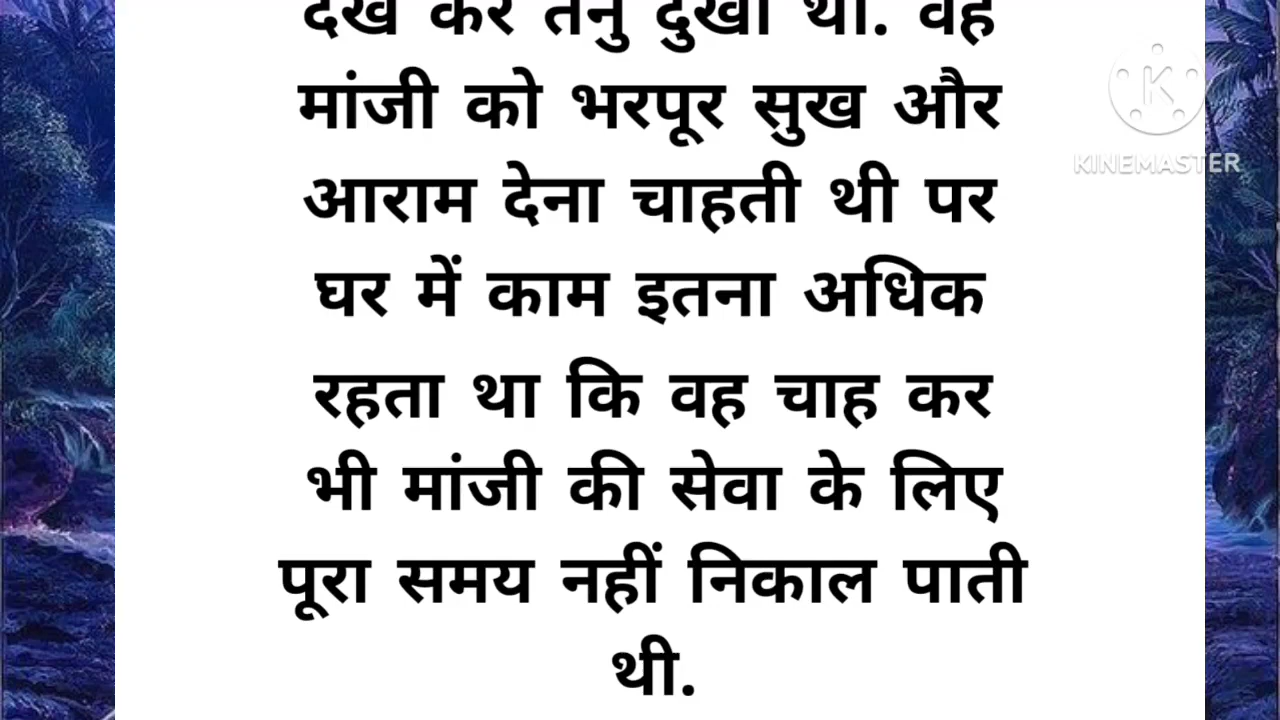 देख कर तनु दुखी थी. वह
मांजी को भरपूर सुख और
आराम देना चाहती थी पर
घर में काम इतना अधिक
रहता था कि वह चाह कर
भी मांजी की सेवा के लिए
पूरा समय नहीं निकाल पाती
थी.
K
KINEMASTER